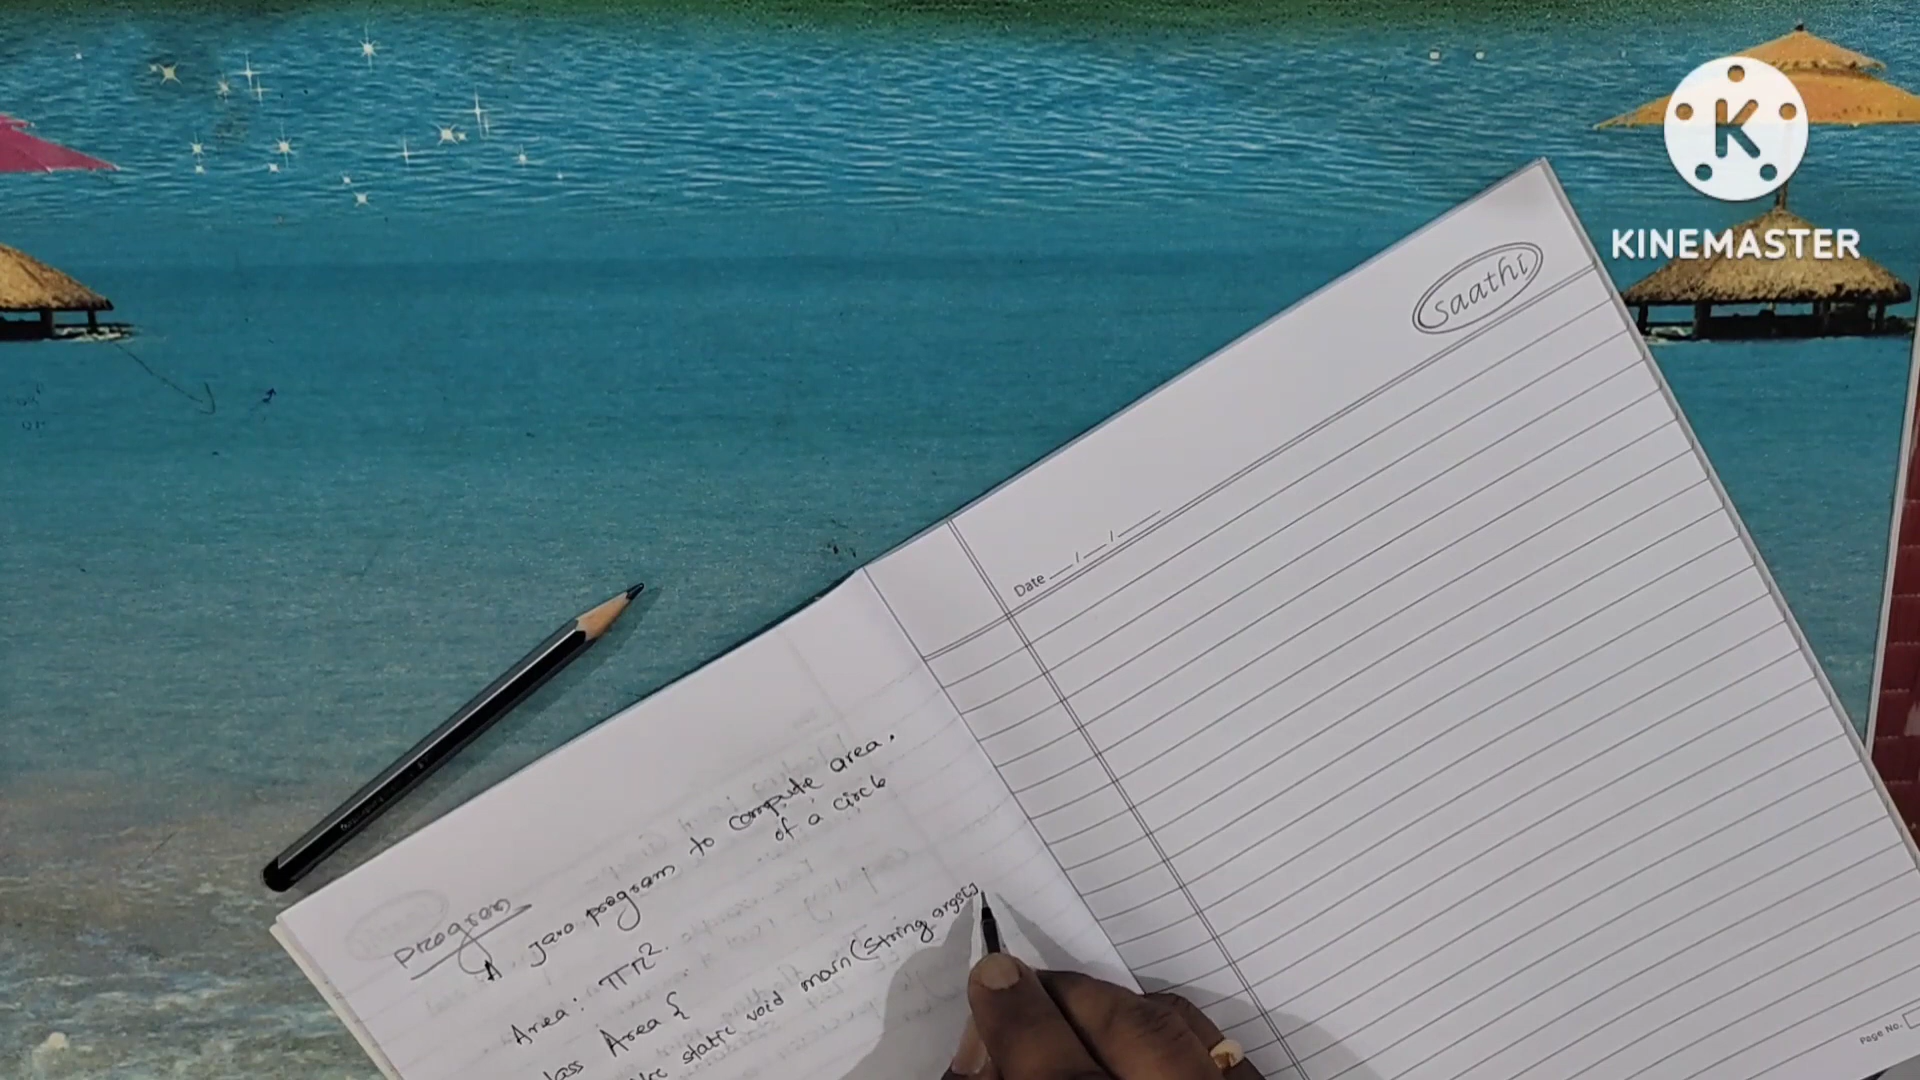 KINEMASTER
saathi
Date
Program
A Java program to compute area.
of a circle
Area: πr².
class Area {
static void main(String args[]
Page No.